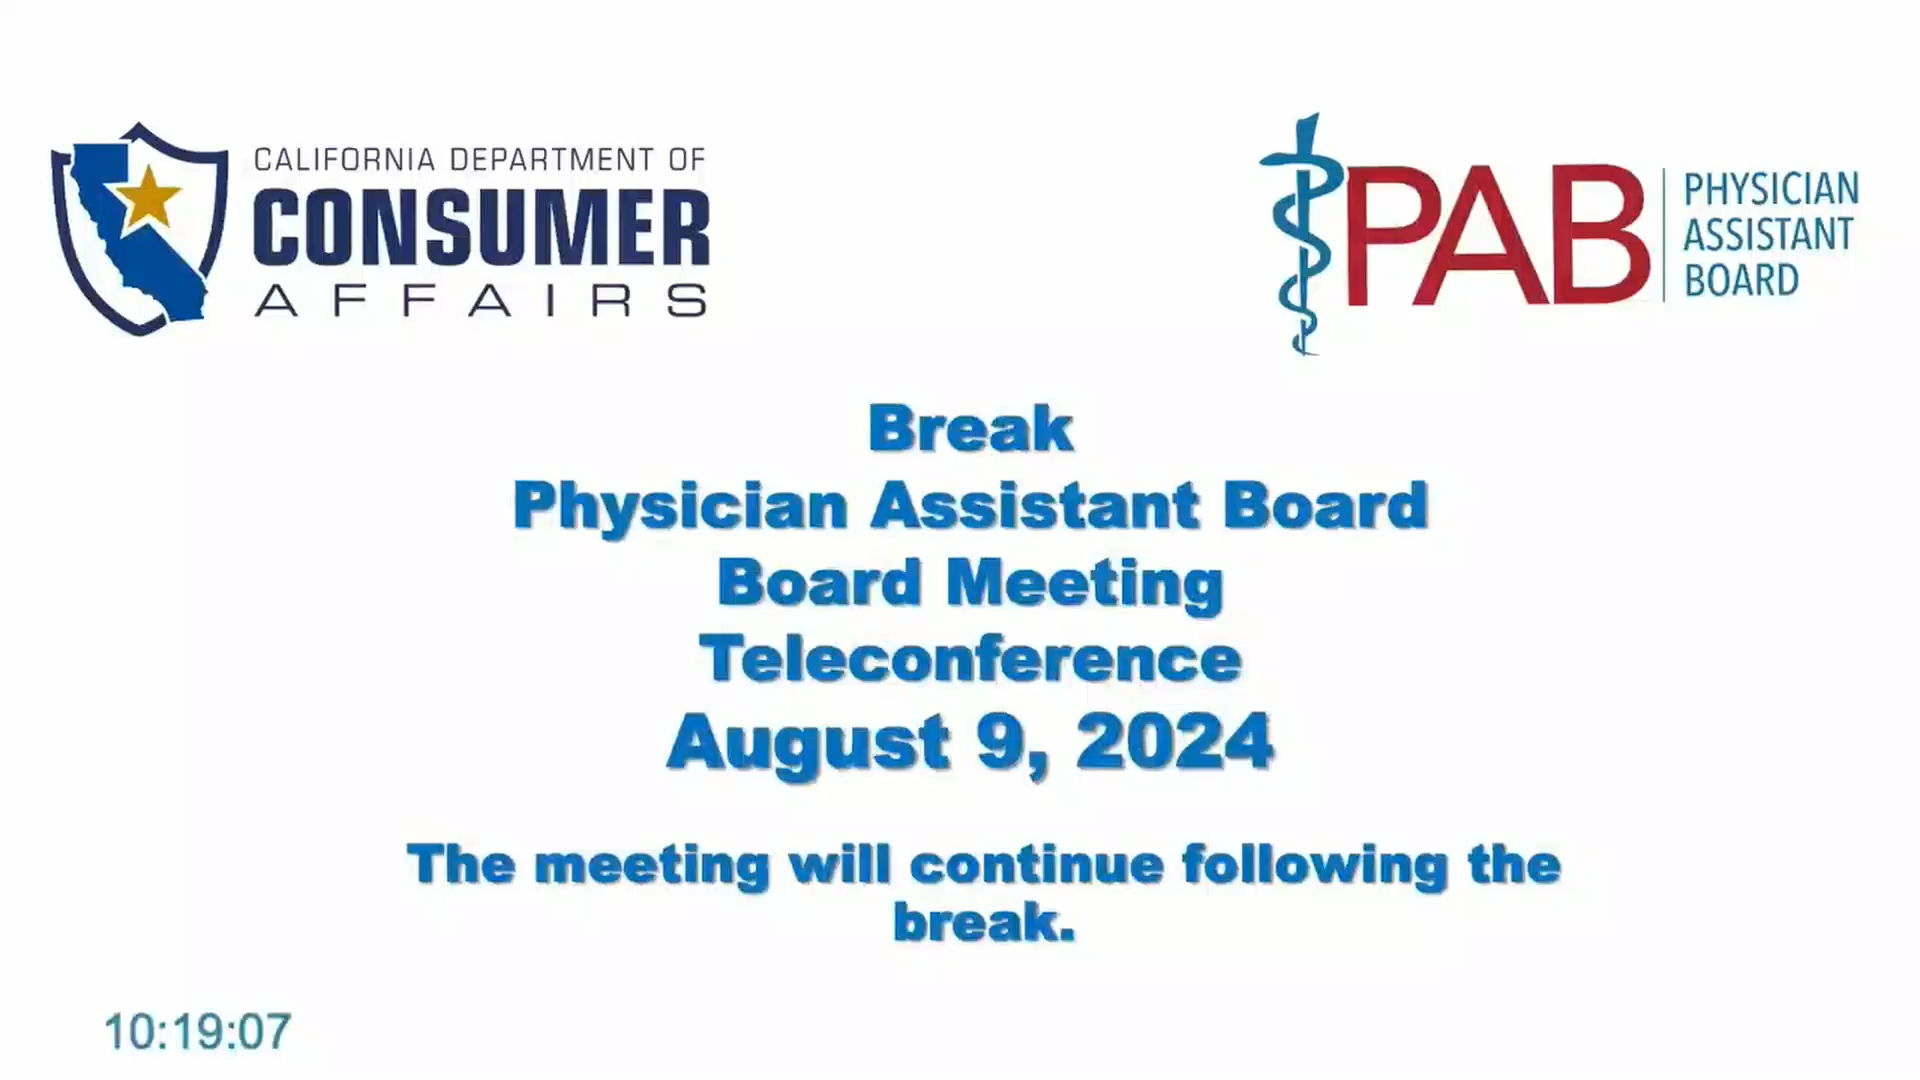 CALIFORNIA DEPARTMENT OF
CONSUMER
AFFAIRS
PAB
PHYSICIAN
ASSISTANT
BOARD
Break
Physician Assistant Board
Board Meeting
Teleconference
August 9, 2024
The meeting will continue following the
break.
10:19:07